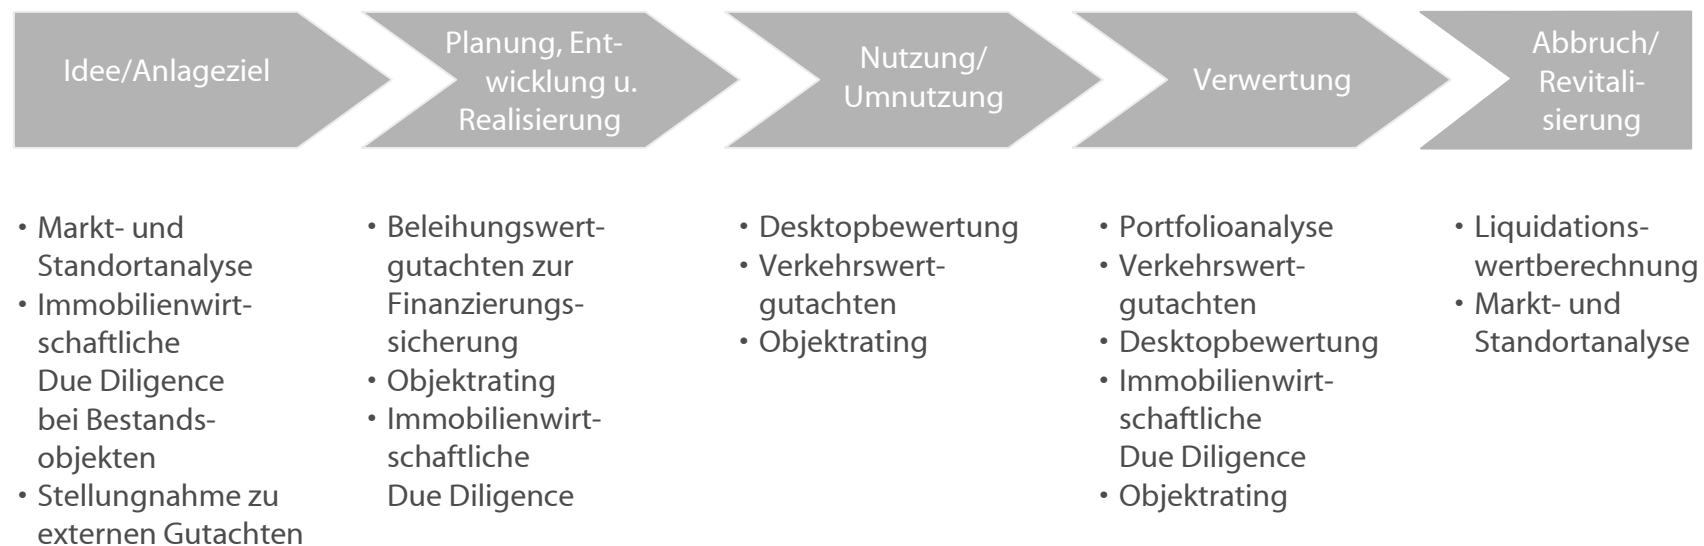 Idee/Anlageziel
Planung, Ent-
wicklung u.
Realisierung
Nutzung/
Umnutzung
Verwertung
Abbruch/
Revitali-
sierung
• Markt- und
Standortanalyse
• Immobilienwirt-
schaftliche
Due Diligence
bei Bestands-
objekten
• Stellungnahme zu
externen Gutachten
• Beleihungswert-
gutachten zur
Finanzierungs-
sicherung
• Objektrating
• Immobilienwirt-
schaftliche
Due Diligence
• Desktopbewertung
• Verkehrswert-
gutachten
• Objektrating
• Portfolioanalyse
• Verkehrswert-
gutachten
• Desktopbewertung
• Immobilienwirt-
schaftliche
Due Diligence
• Objektrating
• Liquidations-
wertberechnung
• Markt- und
Standortanalyse